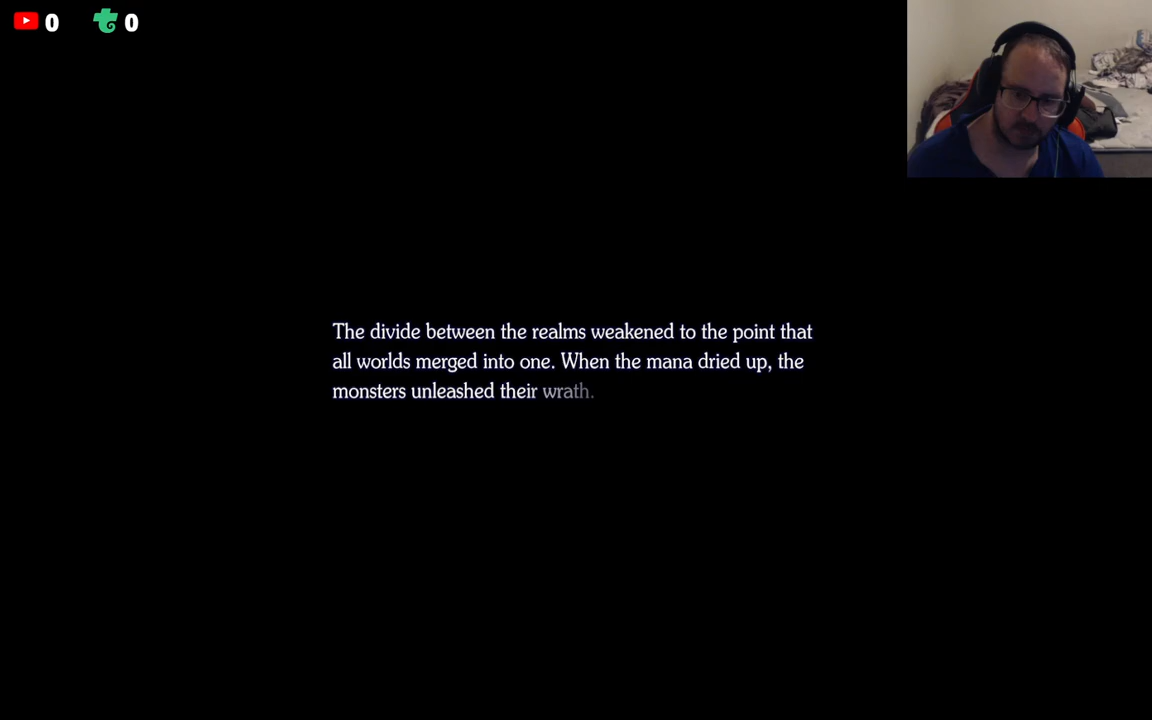 0 0
The divide between the realms weakened to the point that
all worlds merged into one. When the mana dried up, the
monsters unleashed their wrath.